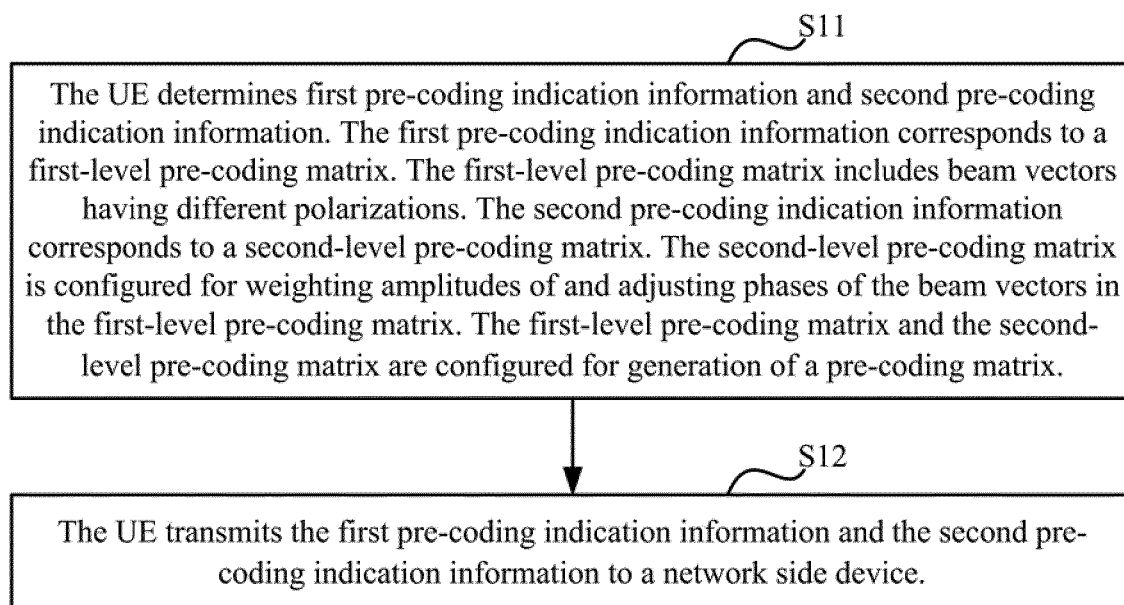 S11
The UE determines first pre-coding indication information and second pre-coding
indication information. The first pre-coding indication information corresponds to a
first-level pre-coding matrix. The first-level pre-coding matrix includes beam vectors
having different polarizations. The second pre-coding indication information
corresponds to a second-level pre-coding matrix. The second-level pre-coding matrix
is configured for weighting amplitudes of and adjusting phases of the beam vectors in
the first-level pre-coding matrix. The first-level pre-coding matrix and the second-
level pre-coding matrix are configured for generation of a pre-coding matrix.
S12
The UE transmits the first pre-coding indication information and the second pre-
coding indication information to a network side device.